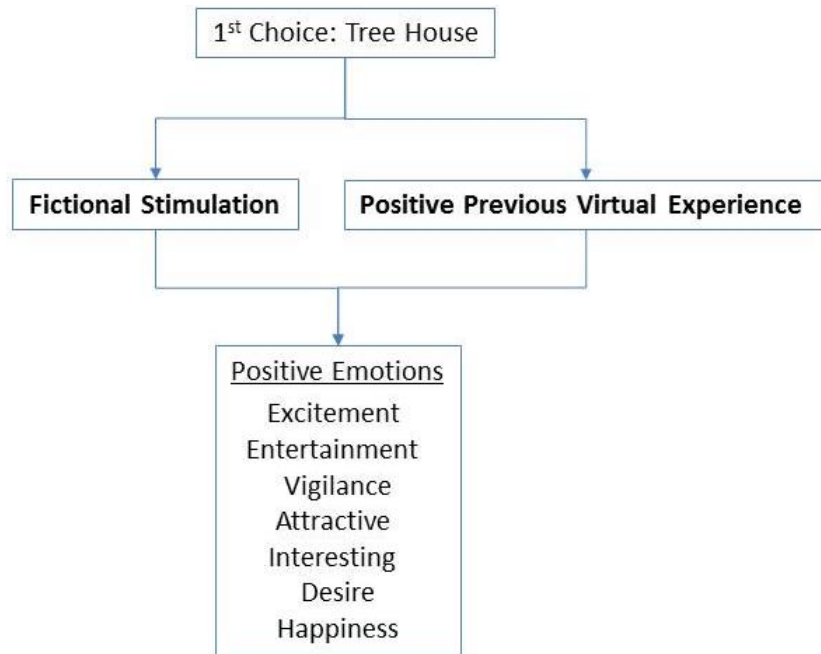 1st Choice: Tree House
Fictional Stimulation
Positive Previous Virtual Experience
Positive Emotions
Excitement
Entertainment
Vigilance
Attractive
Interesting
Desire
Happiness